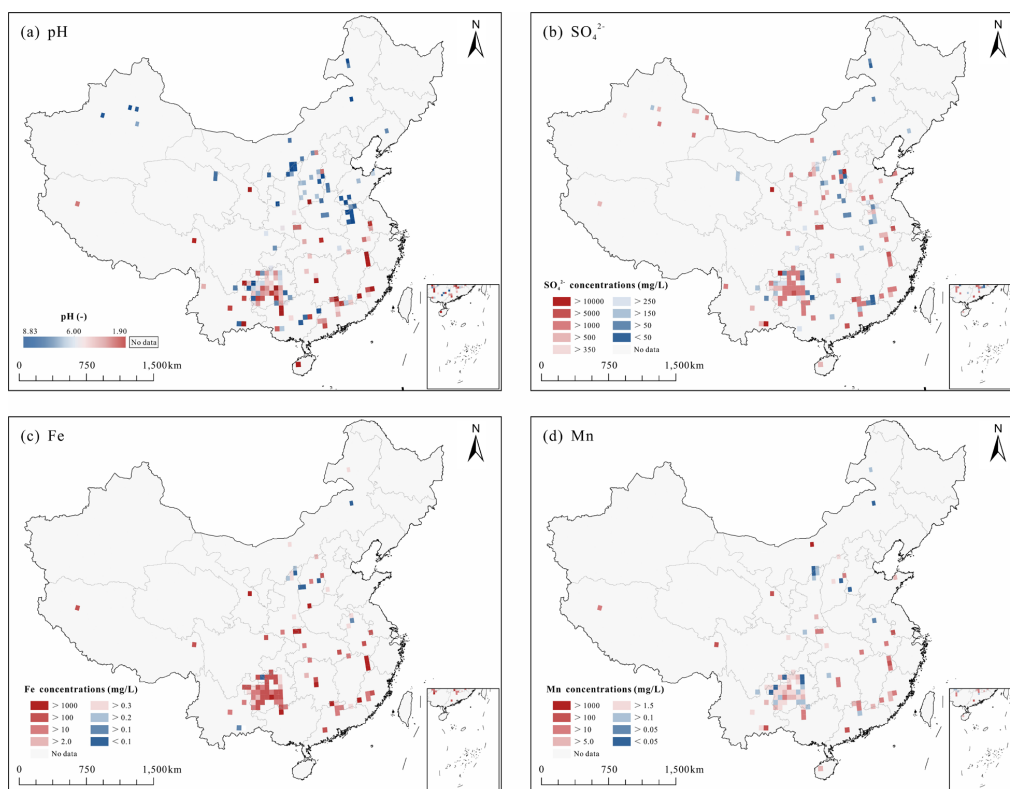 (a) pH
N
pH (-)
8.83 6.00 1.90
No data
0 750 1,500km
(b) SO₄²⁻
N
SO₄²⁻ concentrations (mg/L)
> 10000 > 250
> 5000 > 150
> 1000 > 50
> 500 < 50
> 350 No data
0 750 1,500km
(c) Fe
N
Fe concentrations (mg/L)
> 1000 > 0.3
> 100 > 0.2
> 10 > 0.1
> 2.0 < 0.1
No data
0 750 1,500km
(d) Mn
N
Mn concentrations (mg/L)
> 1000 > 1.5
> 100 > 0.1
> 10 > 0.05
> 5.0 < 0.05
No data
0 750 1,500km